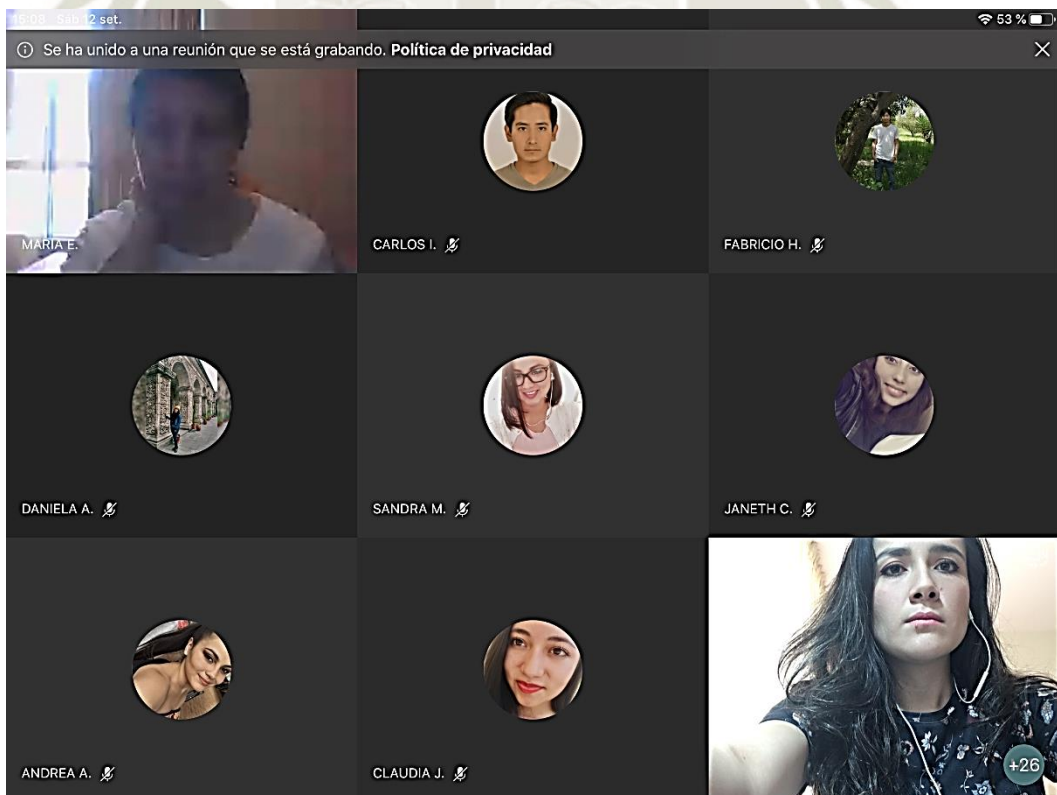 15:08 Sáb 12 set.
53 %
Se ha unido a una reunión que se está grabando. Política de privacidad
MARIA E.
CARLOS I.
FABRICIO H.
DANIELA A.
SANDRA M.
JANETH C.
ANDREA A.
CLAUDIA J.
+26